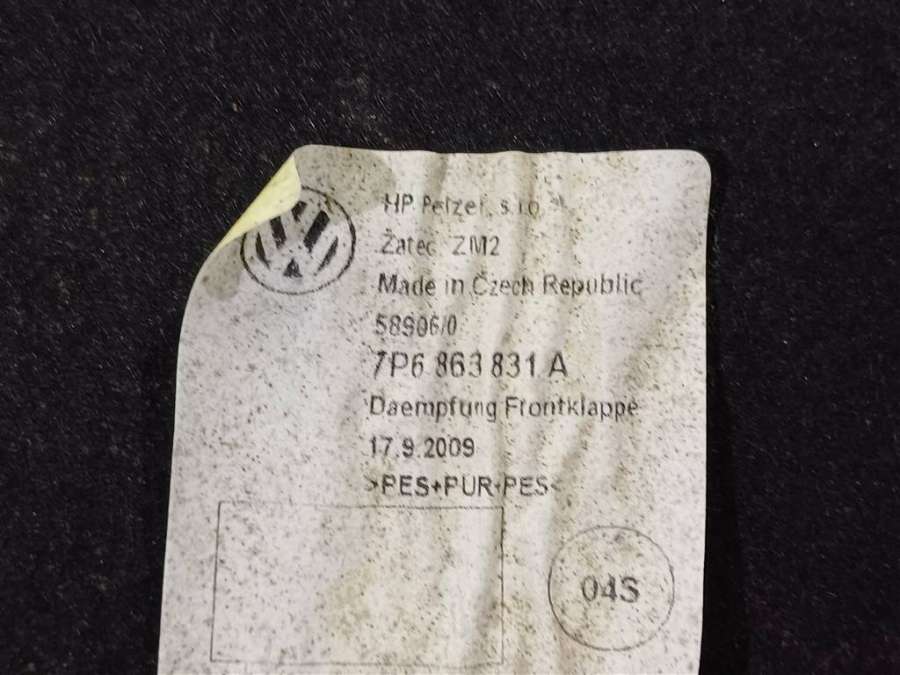 HP Pelzer s.r.o
Žatec ZM2
Made in Czech Republic
58906/0
7P6 863 831 A
Daempfung Frontklappe
17.9.2009
>PES+PUR+PES<
04S